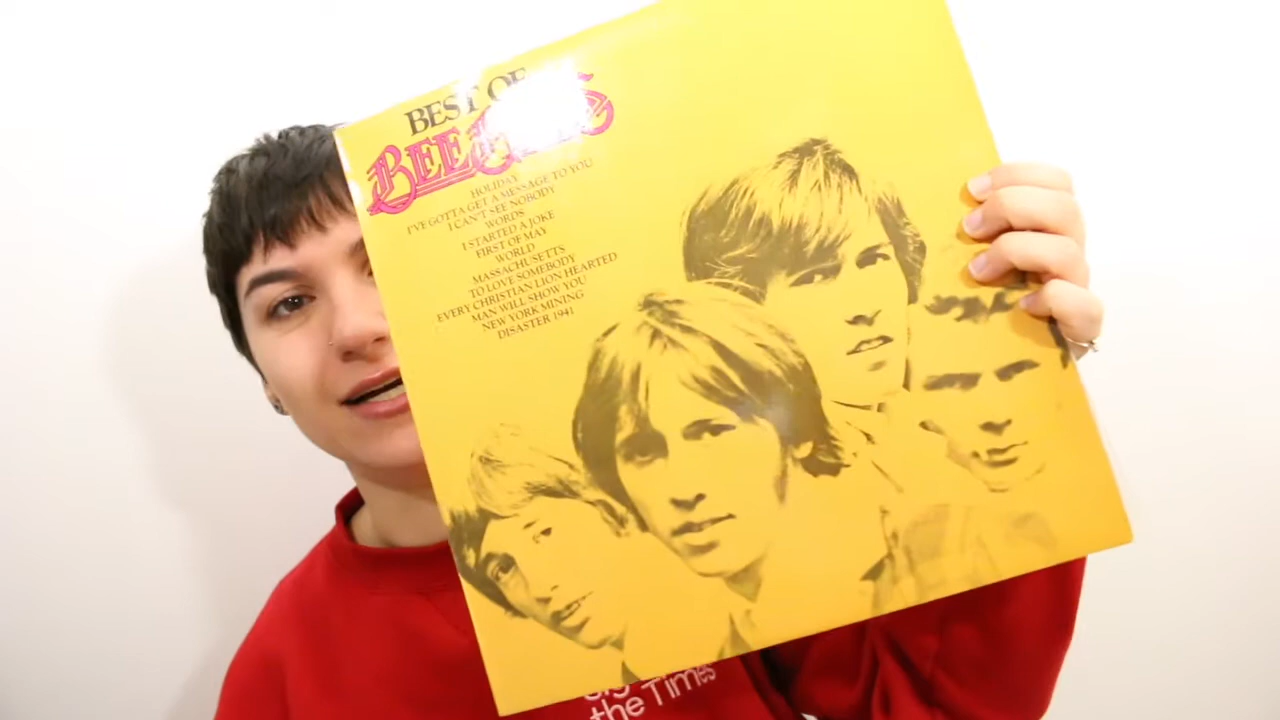 BEST OF
BEE GEES
HOLIDAY
I'VE GOTTA GET A MESSAGE TO YOU
I CAN'T SEE NOBODY
WORDS
I STARTED A JOKE
FIRST OF MAY
WORLD
MASSACHUSETTS
TO LOVE SOMEBODY
EVERY CHRISTIAN LION HEARTED
MAN WILL SHOW YOU
NEW YORK MINING
DISASTER 1941
the Times